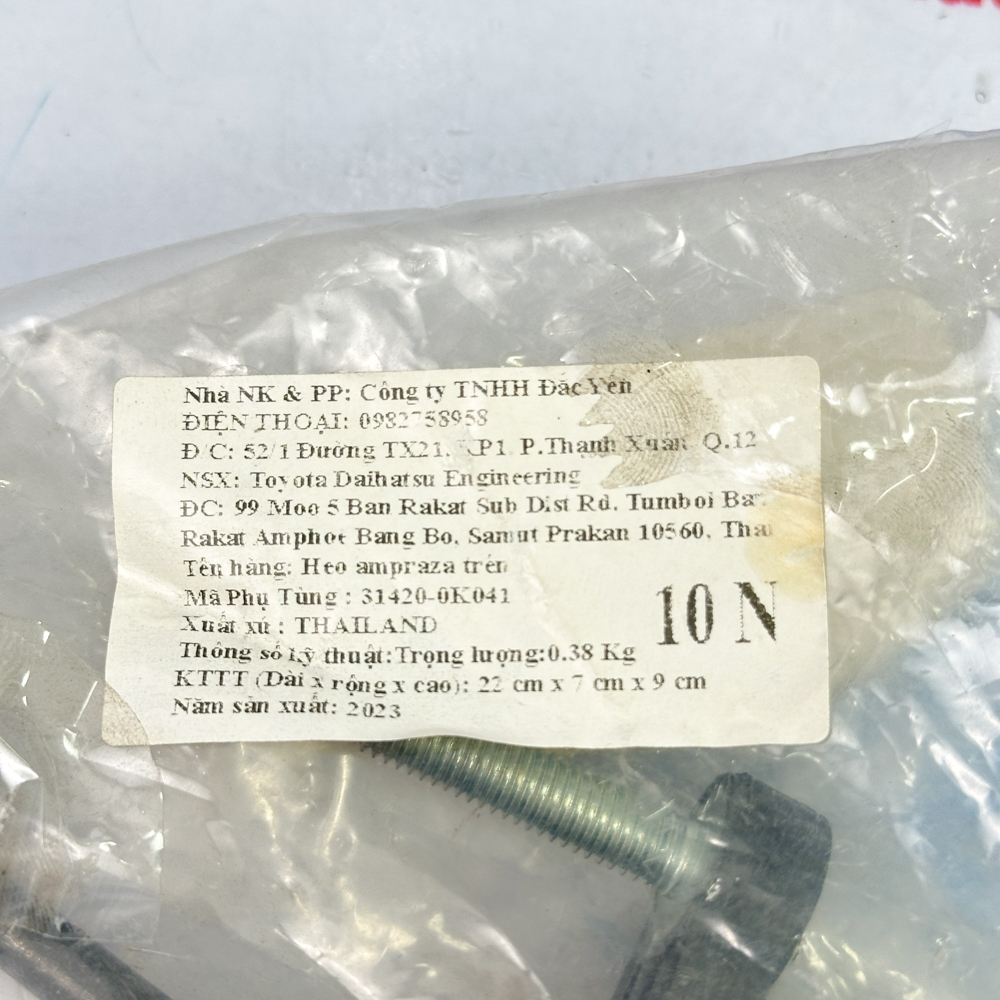 Nhà NK & PP: Công ty TNHH Đắc Yến
ĐIỆN THOẠI: 0982758958
Đ/C: 52/1 Đường TX21, KP1 P.Thạnh Xuân Q.12
NSX: Toyota Daihatsu Engineering
ĐC: 99 Moo 5 Ban Rakat Sub Dist Rd. Tumboi
Rakat Amphoe Bang Bo, Samut Prakan 10560,
Tên hàng: Heo ampraza trên
Mã Phụ Tùng : 31420-0K041
10 N
Xuất xứ : THAILAND
Thông số kỹ thuật:Trọng lượng:0.38 Kg
KTTT (Dài x rộng x cao): 22 cm x 7 cm x 9 cm
Năm sản xuất: 2023